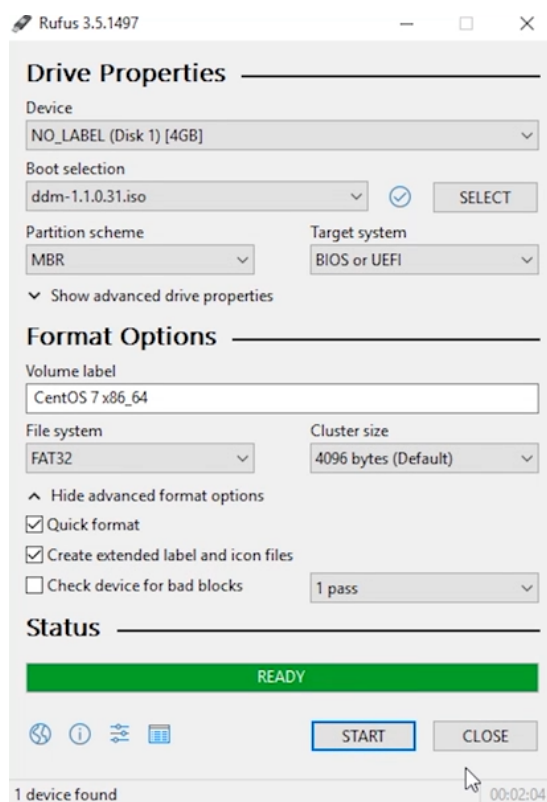 Rufus 3.5.1497
Drive Properties
Device
NO_LABEL (Disk 1) [4GB]
Boot selection
ddm-1.1.0.31.iso
SELECT
Partition scheme Target system
MBR BIOS or UEFI
Show advanced drive properties
Format Options
Volume label
CentOS 7 x86_64
File system Cluster size
FAT32 4096 bytes (Default)
Hide advanced format options
Quick format
Create extended label and icon files
Check device for bad blocks 1 pass
Status
READY
START CLOSE
1 device found 00:02:04